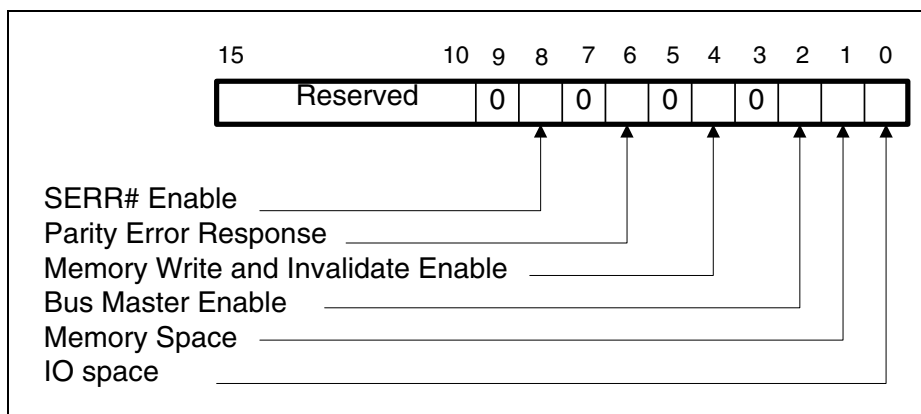 15 10 9 8 7 6 5 4 3 2 1 0
Reserved 0 0 0 0
SERR# Enable
Parity Error Response
Memory Write and Invalidate Enable
Bus Master Enable
Memory Space
IO space